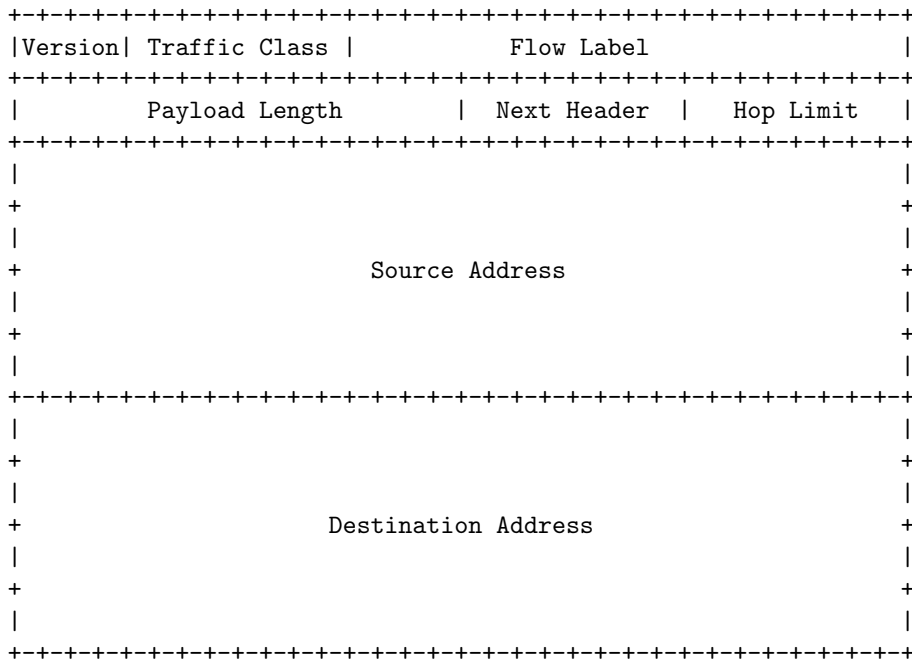 Version Traffic Class Flow Label
Payload Length Next Header Hop Limit
Source Address
Destination Address